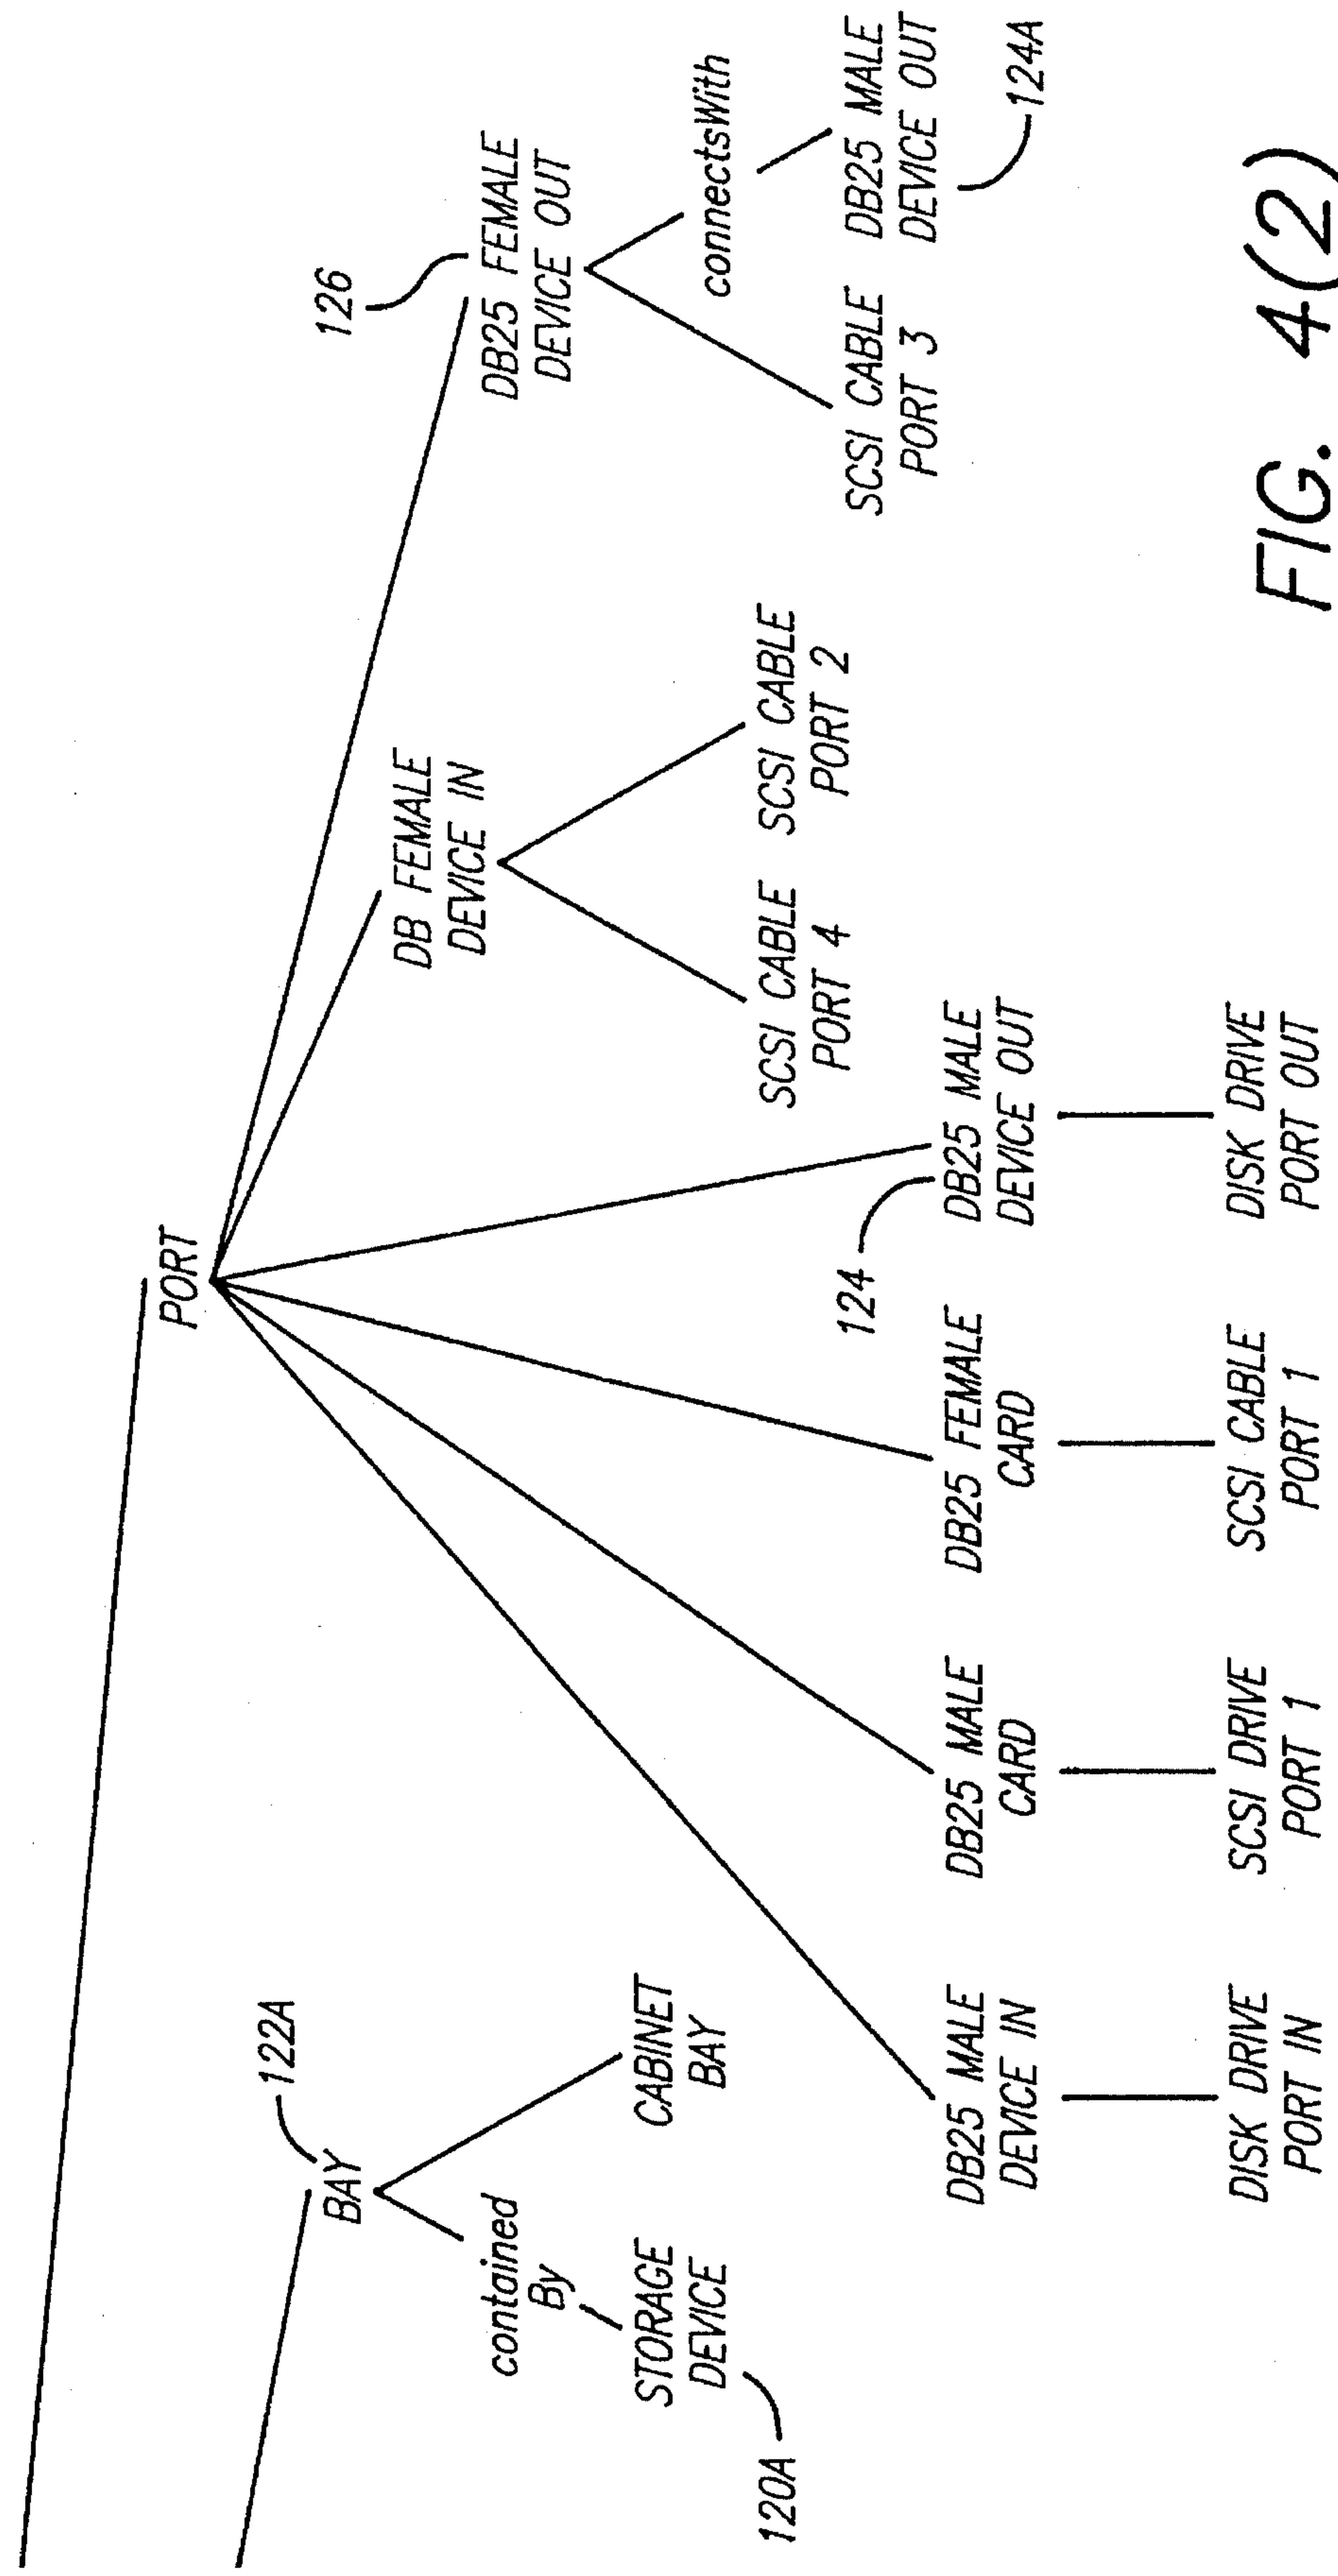 PORT
122A
BAY
contained
By
STORAGE
DEVICE
120A
CABINET
BAY
126
DB25 FEMALE
DEVICE OUT
connectsWith
SCSI CABLE
PORT 3
DB25 MALE
DEVICE OUT
124A
DB FEMALE
DEVICE IN
SCSI CABLE
PORT 4
SCSI CABLE
PORT 2
DB25 MALE
DEVICE IN
DISK DRIVE
PORT IN
DB25 MALE
CARD
SCSI DRIVE
PORT 1
DB25 FEMALE
CARD
SCSI CABLE
PORT 1
124
DB25 MALE
DEVICE OUT
DISK DRIVE
PORT OUT
FIG. 4(2)